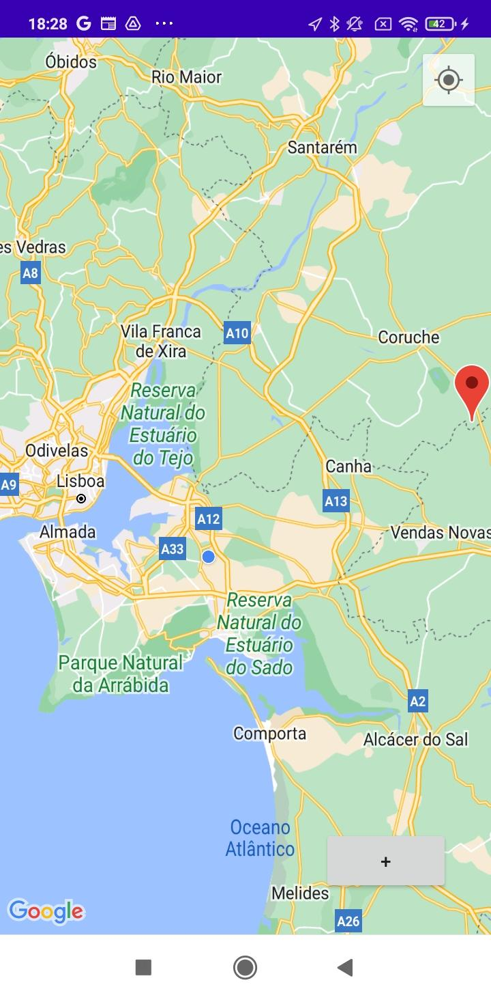 18:28
42
Óbidos
Rio Maior
Santarém
es Vedras
A8
Vila Franca
de Xira
A10
Coruche
Reserva
Natural do
Estuário
do Tejo
Odivelas
Canha
Lisboa
A9
A13
A12
Almada
Vendas Novas
A33
Reserva
Natural do
Estuário
do Sado
Parque Natural
da Arrábida
A2
Comporta
Alcácer do Sal
Oceano
Atlântico
+
Melides
Google
A26